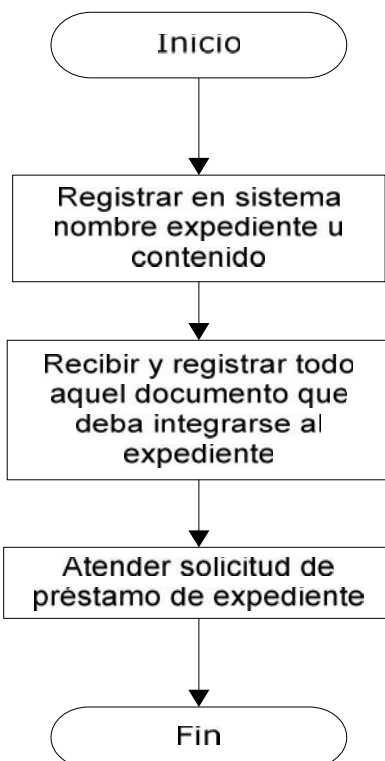 Inicio
Registrar en sistema
nombre expediente u
contenido
Recibir y registrar todo
aquel documento que
deba integrarse al
expediente
Atender solicitud de
préstamo de expediente
Fin